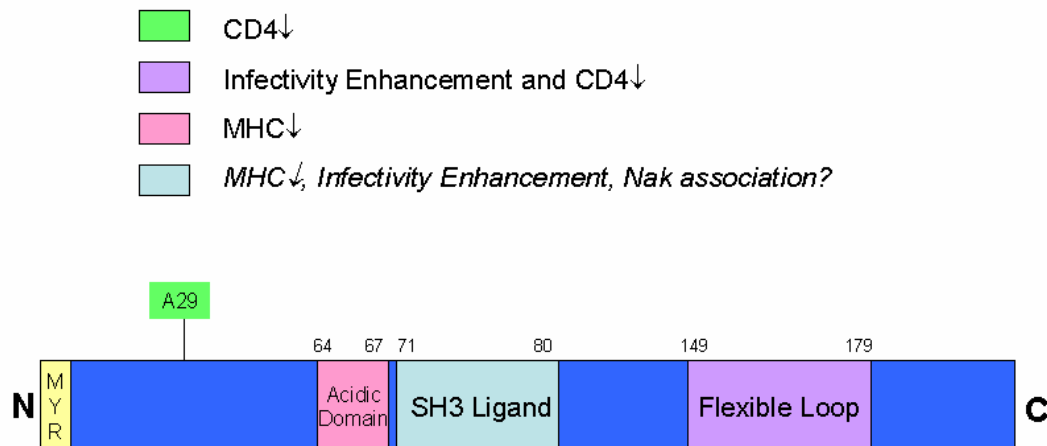 CD4↓
Infectivity Enhancement and CD4↓
MHC↓
MHC↓, Infectivity Enhancement, Nak association?
A29
64 67 71 80 149 179
N MYR Acidic Domain SH3 Ligand Flexible Loop C